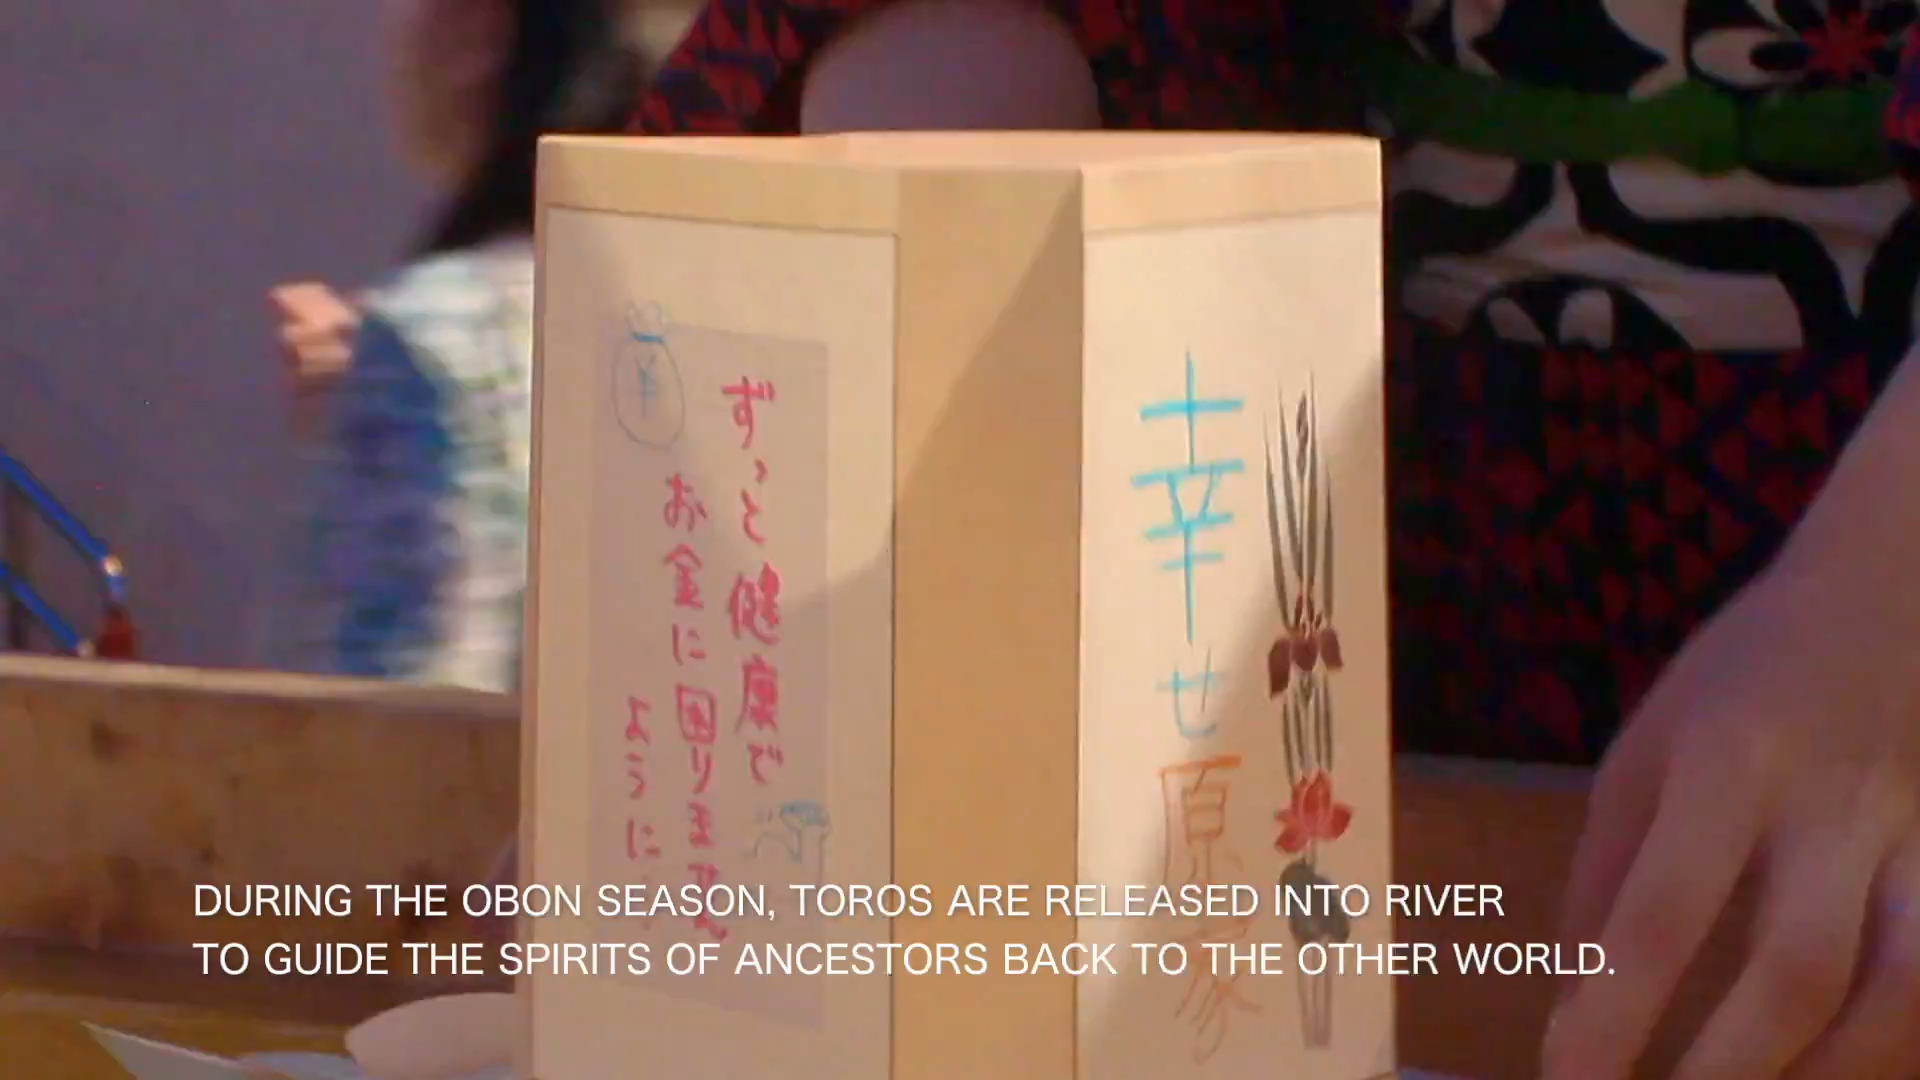 ずっと健康で
お金に困りません
ように
¥
幸せ
原家
DURING THE OBON SEASON, TOROS ARE RELEASED INTO RIVER
TO GUIDE THE SPIRITS OF ANCESTORS BACK TO THE OTHER WORLD.